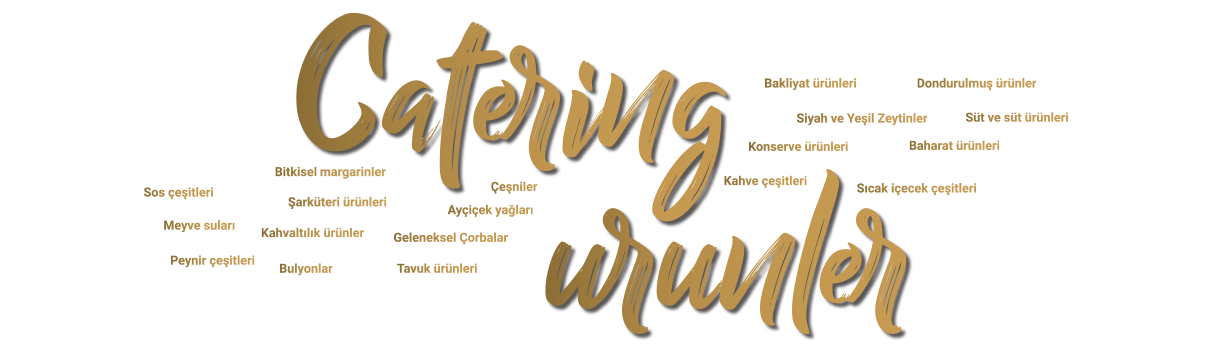 Catering
urunler
Bakliyat ürünleri
Dondurulmuş ürünler
Siyah ve Yeşil Zeytinler
Süt ve süt ürünleri
Konserve ürünleri
Baharat ürünleri
Kahve çeşitleri
Sıcak içecek çeşitleri
Bitkisel margarinler
Çeşniler
Sos çeşitleri
Şarküteri ürünleri
Ayçiçek yağları
Meyve suları
Kahvaltılık ürünler
Geleneksel Çorbalar
Peynir çeşitleri
Bulyonlar
Tavuk ürünleri